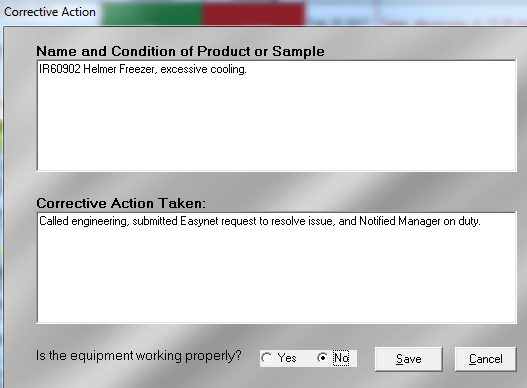 Corrective Action
Name and Condition of Product or Sample
IR60902 Helmer Freezer, excessive cooling.
Corrective Action Taken:
Called engineering, submitted Easynet request to resolve issue, and Notified Manager on duty.
Is the equipment working properly? Yes No Save Cancel